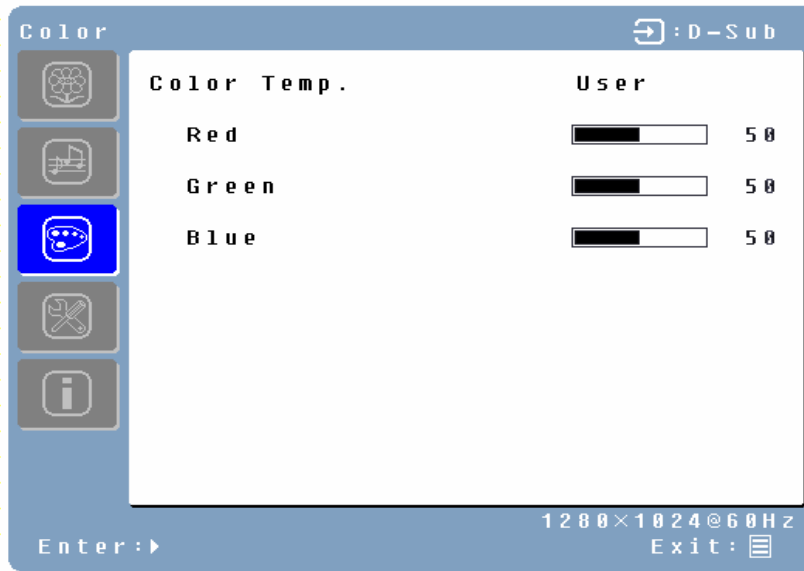 Color :D-Sub
Color Temp. User
Red 50
Green 50
Blue 50
1280×1024@60Hz
Enter: Exit: